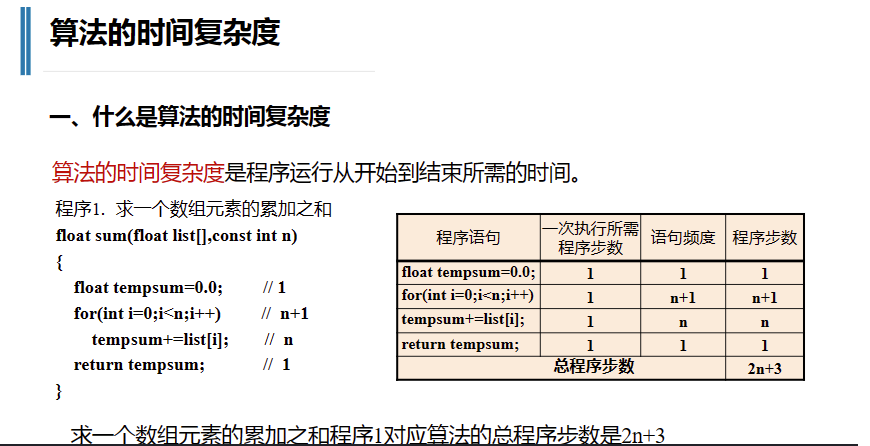 算法的时间复杂度
一、什么是算法的时间复杂度
算法的时间复杂度是程序运行从开始到结束所需的时间。
程序1. 求一个数组元素的累加之和
float sum(float list[],const int n)
{
float tempsum=0.0; // 1
for(int i=0;i<n;i++) // n+1
tempsum+=list[i]; // n
return tempsum; // 1
}
程序语句 一次执行所需程序步数 语句频度 程序步数
float tempsum=0.0; 1 1 1
for(int i=0;i<n;i++) 1 n+1 n+1
tempsum+=list[i]; 1 n n
return tempsum; 1 1 1
总程序步数 2n+3
求一个数组元素的累加之和程序1对应算法的总程序步数是2n+3